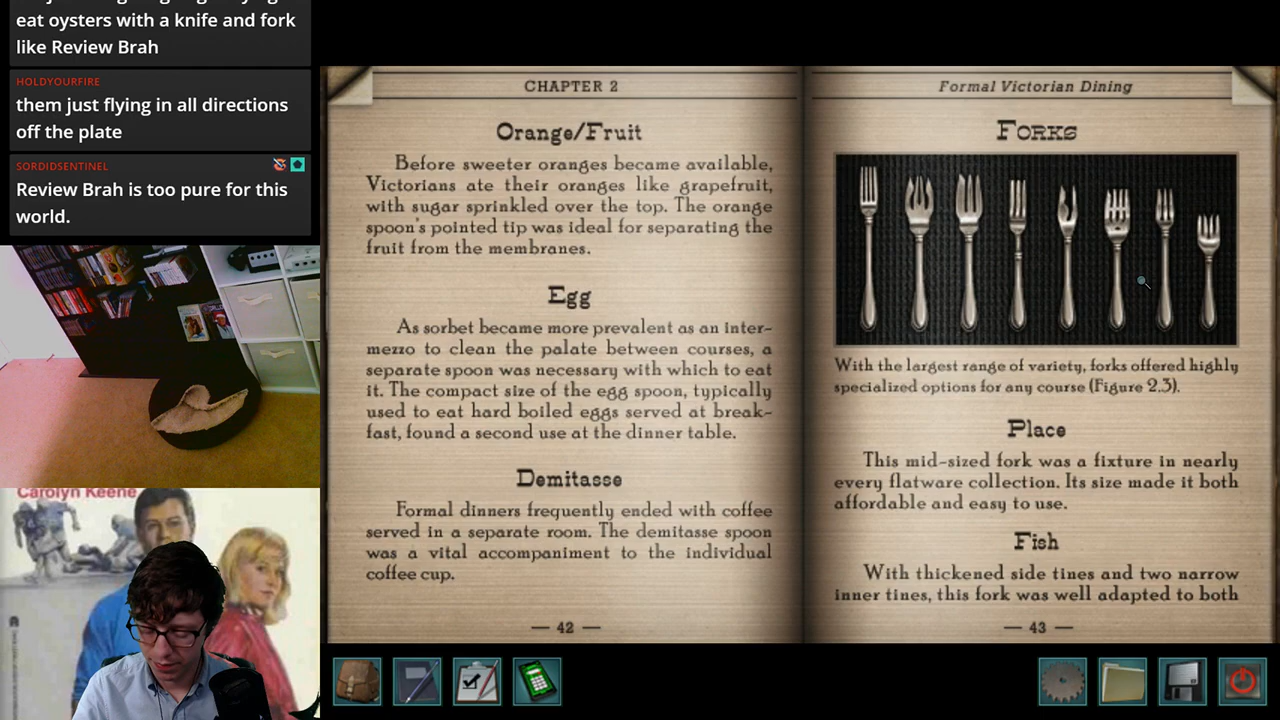 eat oysters with a knife and fork
like Review Brah
HOLDYOURFIRE
them just flying in all directions
off the plate
SORDIDSENTINEL
Review Brah is too pure for this
world.
Carolyn Keene
CHAPTER 2
Orange/Fruit
Before sweeter oranges became available,
Victorians ate their oranges like grapefruit,
with sugar sprinkled over the top. The orange
spoon's pointed tip was ideal for separating the
fruit from the membranes.
Egg
As sorbet became more prevalent as an inter-
mezzo to clean the palate between courses, a
separate spoon was necessary with which to eat
it. The compact size of the egg spoon, typically
used to eat hard boiled eggs served at break-
fast, found a second use at the dinner table.
Demitasse
Formal dinners frequently ended with coffee
served in a separate room. The demitasse spoon
was a vital accompaniment to the individual
coffee cup.
— 42 —
Formal Victorian Dining
FORKS
With the largest range of variety, forks offered highly
specialized options for any course (Figure 2.3).
Place
This mid-sized fork was a fixture in nearly
every flatware collection. Its size made it both
affordable and easy to use.
Fish
With thickened side tines and two narrow
inner tines, this fork was well adapted to both
— 43 —